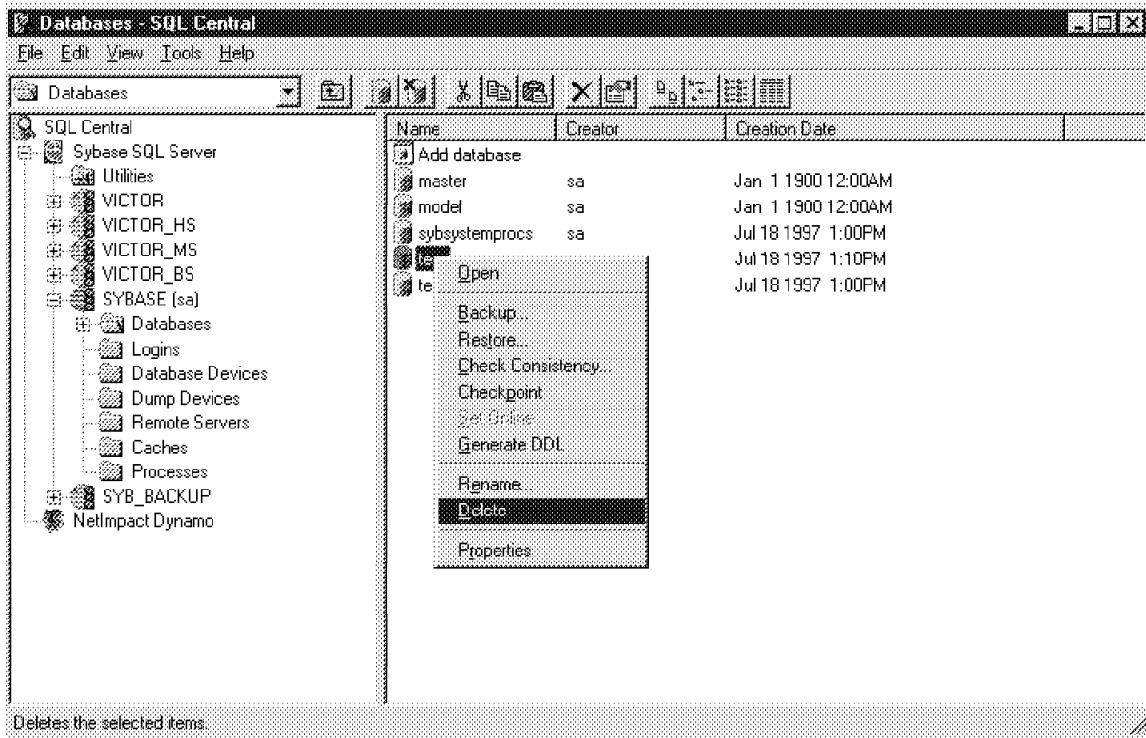 Databases - SQL Central
File Edit View Tools Help
Databases
SQL Central
Sybase SQL Server
Utilities
VICTOR
VICTOR_HS
VICTOR_MS
VICTOR_BS
SYBASE (sa)
Databases
Logins
Database Devices
Dump Devices
Remote Servers
Caches
Processes
SYB_BACKUP
NetImpact Dynamo
Name Creator Creation Date
Add database
master sa Jan 1 1900 12:00AM
model sa Jan 1 1900 12:00AM
sybsystemprocs sa Jul 18 1997 1:00PM
te Jul 18 1997 1:10PM
te Jul 18 1997 1:00PM
Open
Backup...
Restore...
Check Consistency...
Checkpoint
Set Online
Generate DDL
Rename
Delete
Properties
Deletes the selected items.